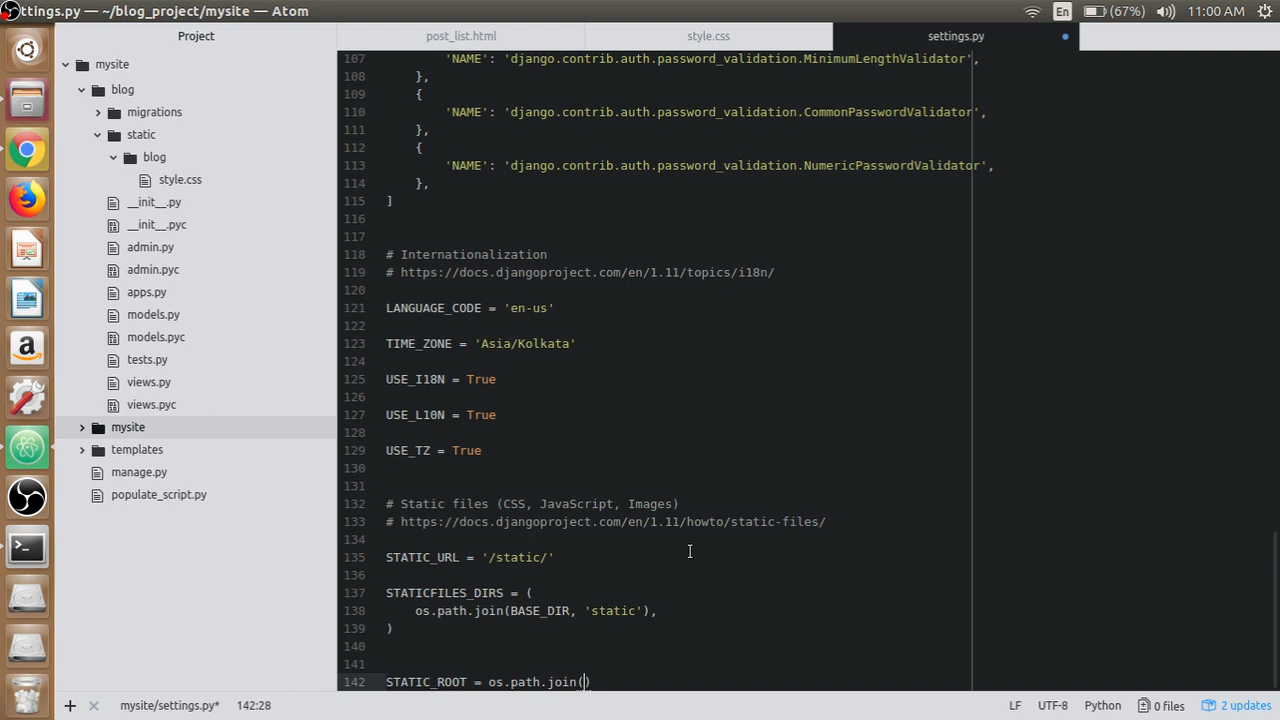 ttings.py — ~/blog_project/mysite — Atom
En
(67%)
11:00 AM
Project
post_list.html
style.css
settings.py
mysite
blog
migrations
static
blog
style.css
__init__.py
__init__.pyc
admin.py
admin.pyc
apps.py
models.py
models.pyc
tests.py
views.py
views.pyc
mysite
templates
manage.py
populate_script.py
107 'NAME': 'django.contrib.auth.password_validation.MinimumLengthValidator',
108 },
109 {
110 'NAME': 'django.contrib.auth.password_validation.CommonPasswordValidator',
111 },
112 {
113 'NAME': 'django.contrib.auth.password_validation.NumericPasswordValidator',
114 },
115 ]
116
117
118 # Internationalization
119 # https://docs.djangoproject.com/en/1.11/topics/i18n/
120
121 LANGUAGE_CODE = 'en-us'
122
123 TIME_ZONE = 'Asia/Kolkata'
124
125 USE_I18N = True
126
127 USE_L10N = True
128
129 USE_TZ = True
130
131
132 # Static files (CSS, JavaScript, Images)
133 # https://docs.djangoproject.com/en/1.11/howto/static-files/
134
135 STATIC_URL = '/static/'
136
137 STATICFILES_DIRS = (
138 os.path.join(BASE_DIR, 'static'),
139 )
140
141
142 STATIC_ROOT = os.path.join()
mysite/settings.py* 142:28
LF UTF-8 Python 0 files 2 updates